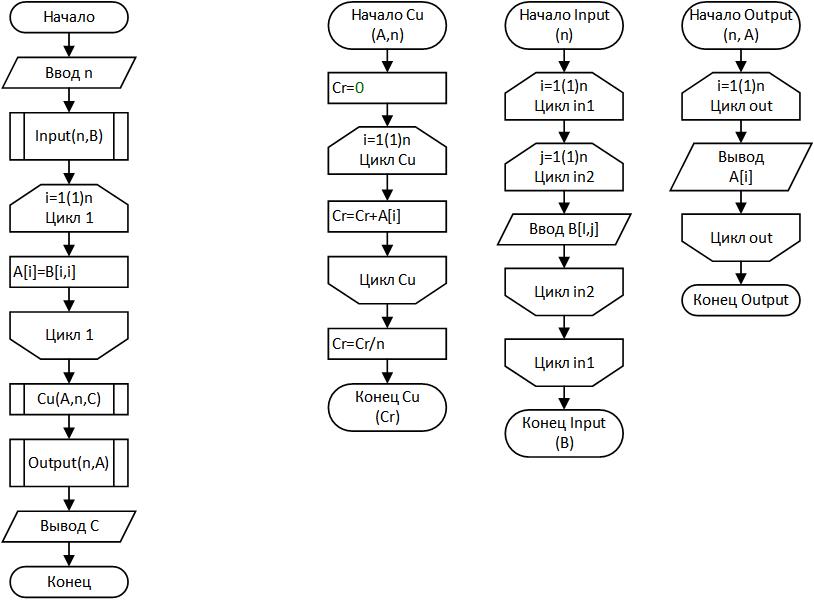 Начало
Ввод n
Input(n,B)
i=1(1)n
Цикл 1
A[i]=B[i,i]
Цикл 1
Cu(A,n,C)
Output(n,A)
Вывод C
Конец
Начало Cu
(A,n)
Cr=0
i=1(1)n
Цикл Cu
Cr=Cr+A[i]
Цикл Cu
Cr=Cr/n
Конец Cu
(Cr)
Начало Input
(n)
i=1(1)n
Цикл in1
j=1(1)n
Цикл in2
Ввод B[I,j]
Цикл in2
Цикл in1
Конец Input
(B)
Начало Output
(n, A)
i=1(1)n
Цикл out
Вывод
A[i]
Цикл out
Конец Output